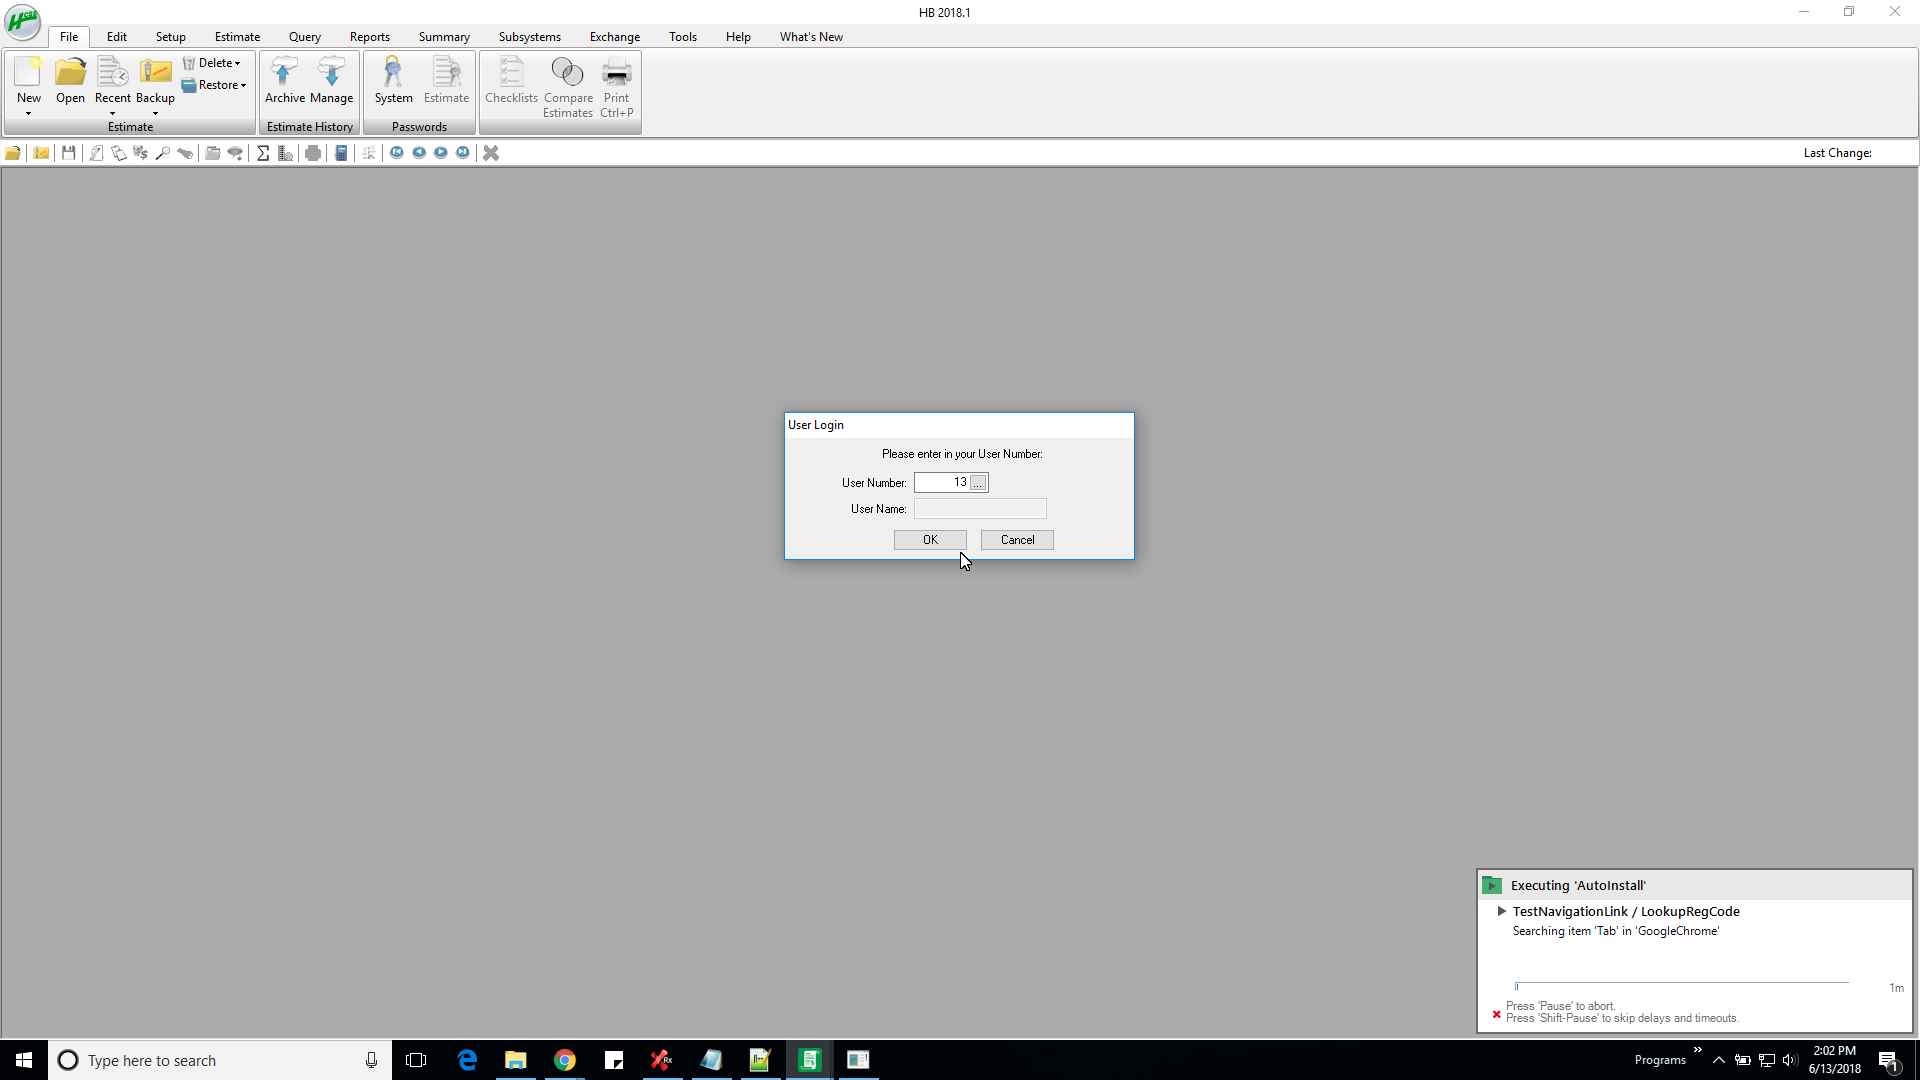 HB 2018.1
File Edit Setup Estimate Query Reports Summary Subsystems Exchange Tools Help What's New
New Open Recent Backup Delete Restore
Estimate
Archive Manage
Estimate History
System Estimate
Passwords
Checklists Compare Estimates Print Ctrl+P
Last Change:
User Login
Please enter in your User Number:
User Number: 13 ...
User Name:
OK Cancel
Executing 'AutoInstall'
TestNavigationLink / LookupRegCode
Searching item 'Tab' in 'GoogleChrome'
1m
Press 'Pause' to abort.
Press 'Shift-Pause' to skip delays and timeouts.
Type here to search
Programs
2:02 PM
6/13/2018
1